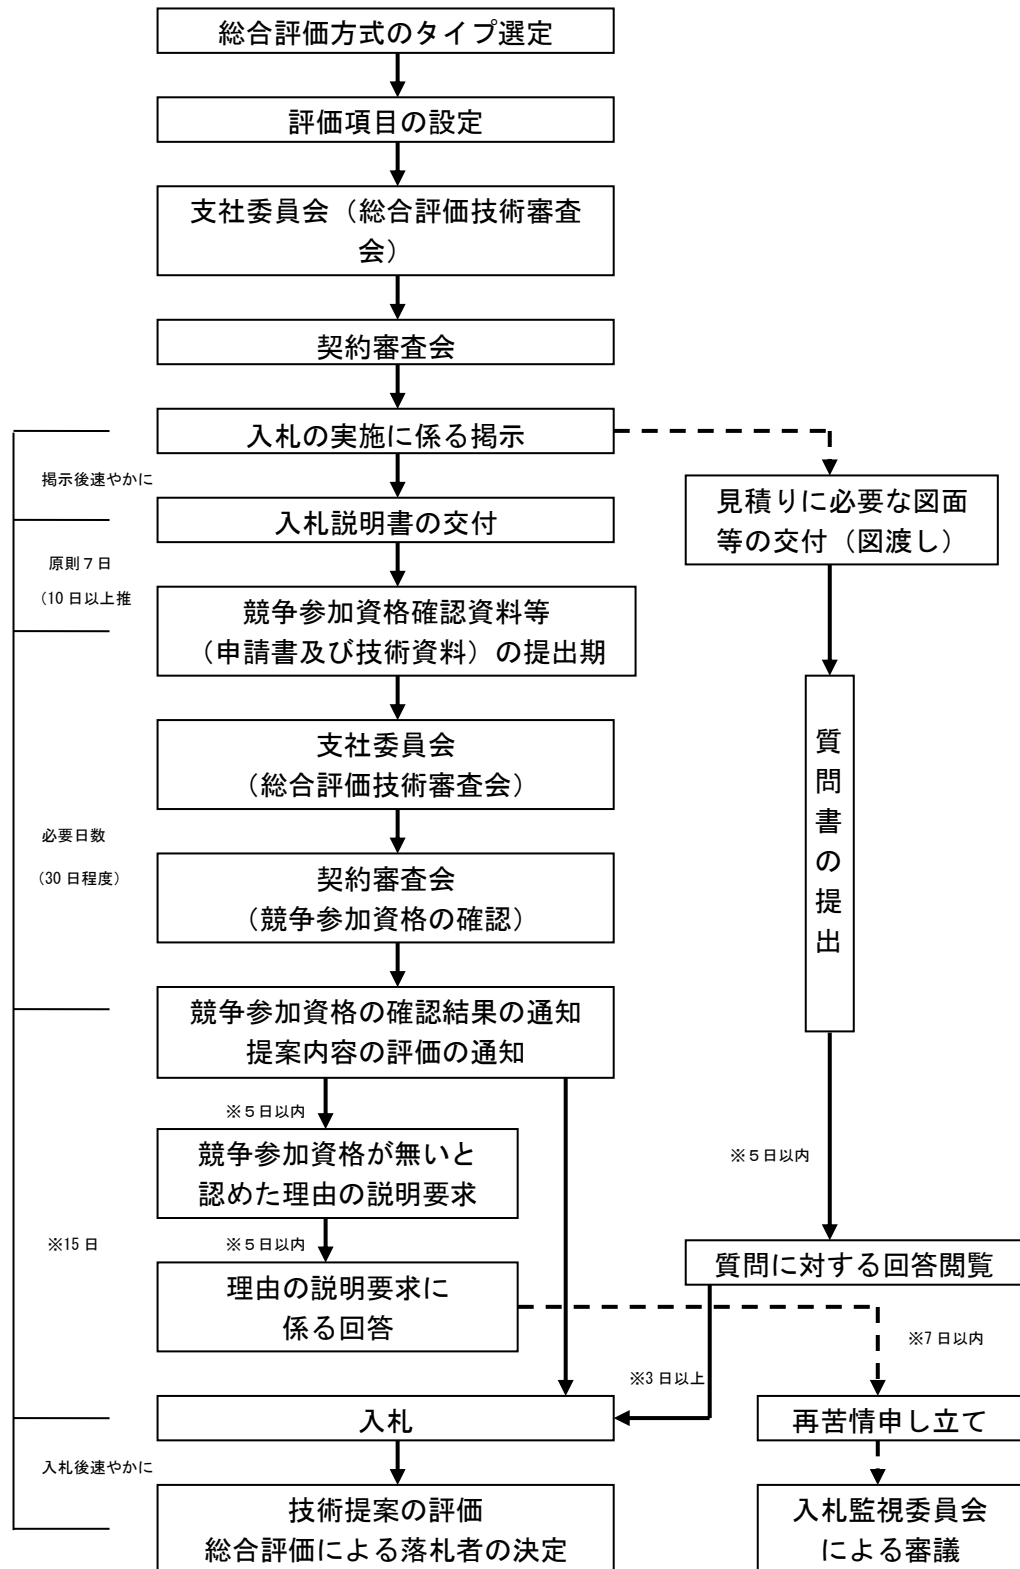 総合評価方式のタイプ選定
評価項目の設定
支社委員会（総合評価技術審査
会）
契約審査会
入札の実施に係る掲示
掲示後速やかに
見積りに必要な図面
等の交付（図渡し）
入札説明書の交付
原則７日
(10日以上推
競争参加資格確認資料等
（申請書及び技術資料）の提出期
支社委員会
（総合評価技術審査会）
質問書の提出
必要日数
(30日程度)
契約審査会
（競争参加資格の確認）
競争参加資格の確認結果の通知
提案内容の評価の通知
※５日以内
競争参加資格が無いと
認めた理由の説明要求
※５日以内
※15日
※５日以内
質問に対する回答閲覧
理由の説明要求に
係る回答
※7日以内
※3日以上
入札
再苦情申し立て
入札後速やかに
技術提案の評価
総合評価による落札者の決定
入札監視委員会
による審議